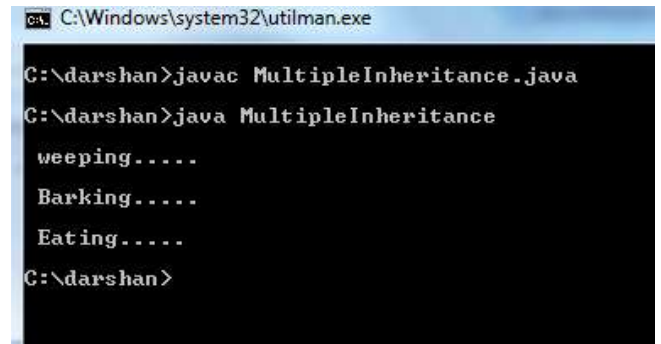 C:\Windows\system32\utilman.exe
C:\darshan>javac MultipleInheritance.java
C:\darshan>java MultipleInheritance
weeping.....
Barking.....
Eating.....
C:\darshan>